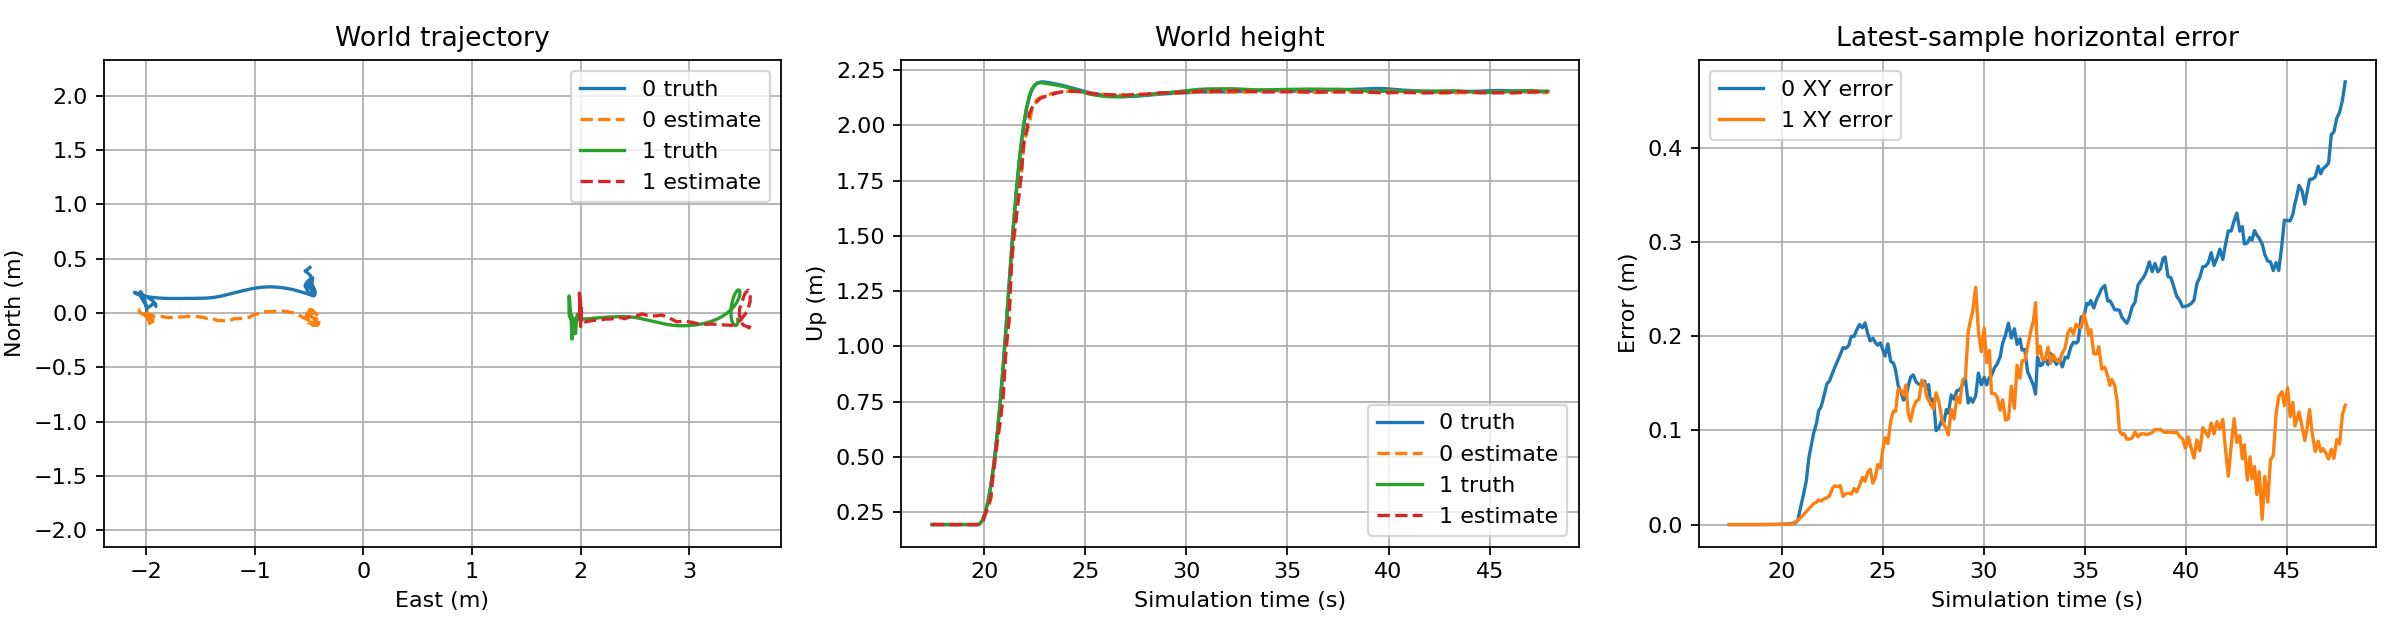 World trajectory
2.0
1.5
1.0
0.5
0.0
−0.5
−1.0
−1.5
−2.0
North (m)
−2 −1 0 1 2 3
East (m)
0 truth
0 estimate
1 truth
1 estimate
World height
2.25
2.00
1.75
1.50
1.25
1.00
0.75
0.50
0.25
Up (m)
20 25 30 35 40 45
Simulation time (s)
0 truth
0 estimate
1 truth
1 estimate
Latest-sample horizontal error
0 XY error
1 XY error
0.4
0.3
0.2
0.1
0.0
Error (m)
20 25 30 35 40 45
Simulation time (s)